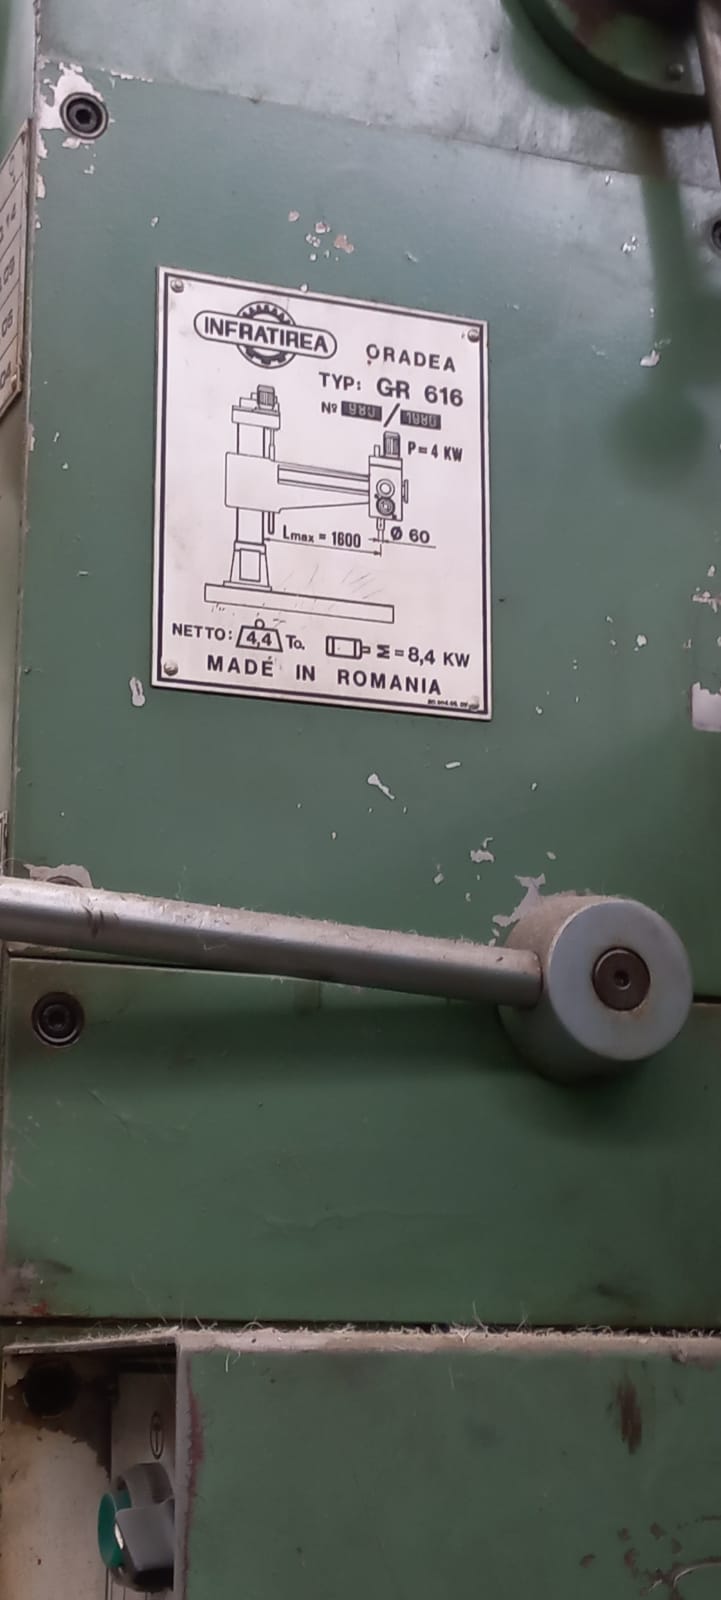 INFRATIREA
ORADEA
TYP: GR 616
Nº 980/1980
P=4 KW
Lmax = 1600
Ø 60
NETTO: 4,4 To.
Σ=8,4 KW
MADE IN ROMANIA